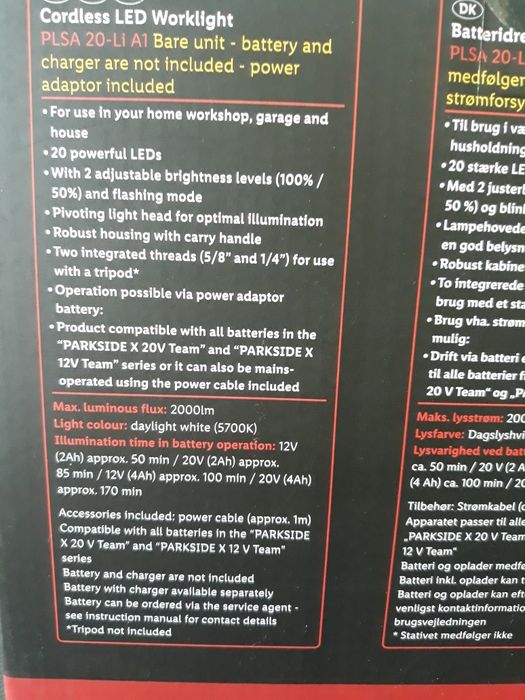 Cordless LED Worklight
PLSA 20-Li A1 Bare unit - battery and
charger are not included - power
adaptor included
• For use in your home workshop, garage and
house
• 20 powerful LEDs
• With 2 adjustable brightness levels (100% /
50%) and flashing mode
• Pivoting light head for optimal illumination
• Robust housing with carry handle
• Two integrated threads (5/8" and 1/4") for use
with a tripod*
• Operation possible via power adaptor
battery:
• Product compatible with all batteries in the
"PARKSIDE X 20V Team" and "PARKSIDE X
12V Team" series or it can also be mains-
operated using the power cable included
Max. luminous flux: 2000lm
Light colour: daylight white (5700K)
Illumination time in battery operation: 12V
(2Ah) approx. 50 min / 20V (2Ah) approx.
85 min / 12V (4Ah) approx. 100 min / 20V (4Ah)
approx. 170 min
Accessories included: power cable (approx. 1m)
Compatible with all batteries in the "PARKSIDE
X 20 V Team" and "PARKSIDE X 12 V Team"
series
Battery and charger are not included
Battery with charger available separately
Battery can be ordered via the service agent -
see instruction manual for contact details
*Tripod not included
DK
Batteridre
PLSA 20-L
medfølger
strømforsy
• Til brug i væ
husholdning
• 20 stærke LE
• Med 2 juster
50 %) og blin
• Lampehovede
en god belysn
• Robust kabine
• To integrerede
brug med et sta
• Brug vha. strøm
mulig:
• Drift via batteri e
til alle batterier f
20 V Team" og „P
Maks. lysstrøm: 200
Lysfarve: Dagslyshvi
Lysvarighed ved bat
ca. 50 min / 20 V (2 A
(4 Ah) ca. 100 min / 20
Tilbehør: Strømkabel (c
Apparatet passer til alle
„PARKSIDE X 20 V Team
12 V Team"
Batteri og oplader medfø
Batteri inkl. oplader kan t
Batteri og oplader kan eft
venligst kontaktinformatio
brugsvejledningen
* Stativet medfølger ikke